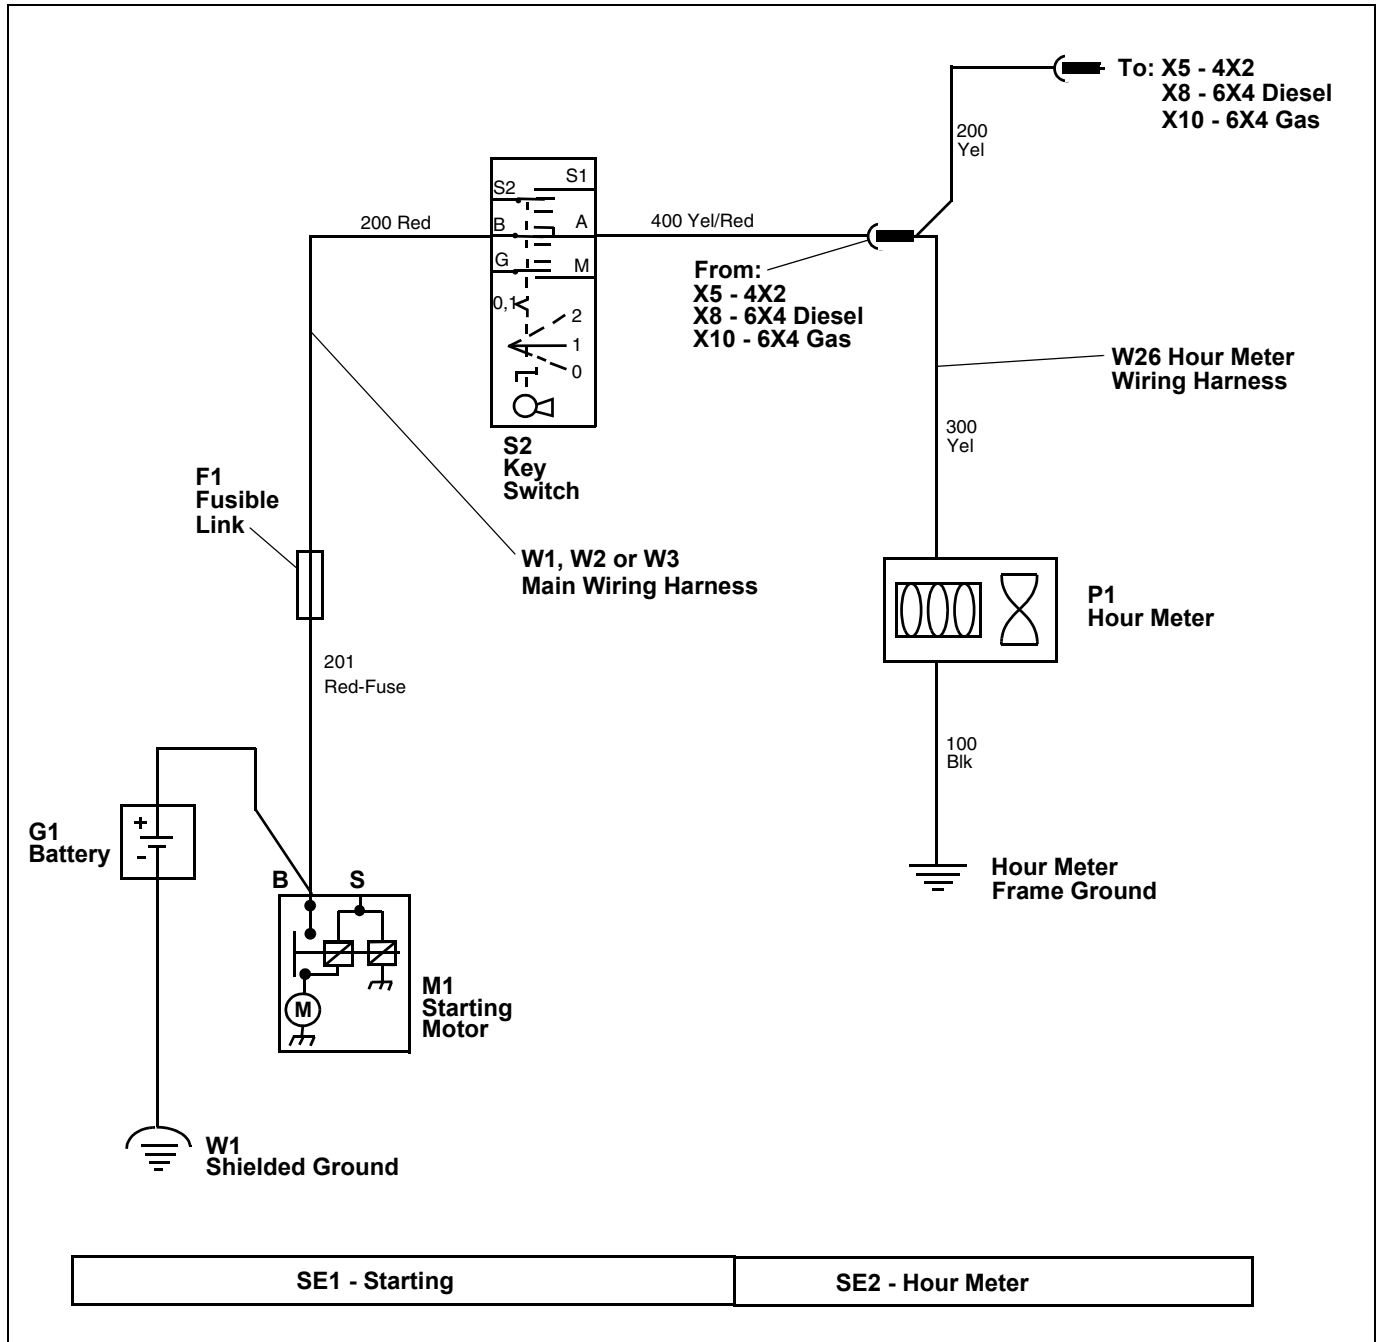 To: X5 - 4X2
X8 - 6X4 Diesel
X10 - 6X4 Gas
200
Yel
S1
S2
200 Red
B
A
400 Yel/Red
G
M
From:
X5 - 4X2
X8 - 6X4 Diesel
X10 - 6X4 Gas
0,1
2
1
0
W26 Hour Meter
Wiring Harness
S2
Key
Switch
300
Yel
F1
Fusible
Link
W1, W2 or W3
Main Wiring Harness
P1
Hour Meter
201
Red-Fuse
100
Blk
+
-
G1
Battery
B
S
Hour Meter
Frame Ground
M
M1
Starting
Motor
W1
Shielded Ground
SE1 - Starting
SE2 - Hour Meter